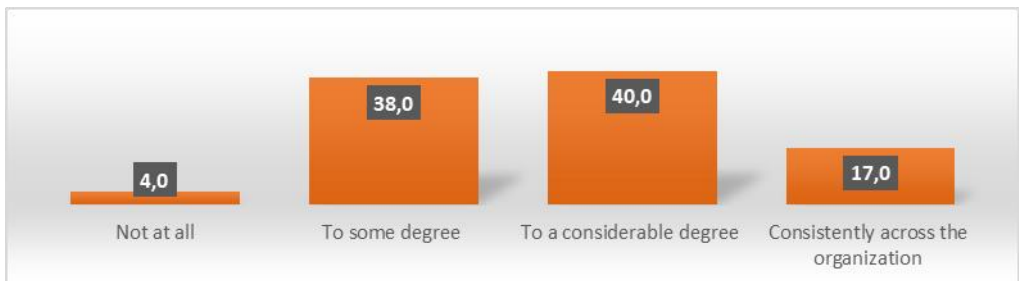 4,0
38,0
40,0
17,0
Not at all
To some degree
To a considerable degree
Consistently across the
organization